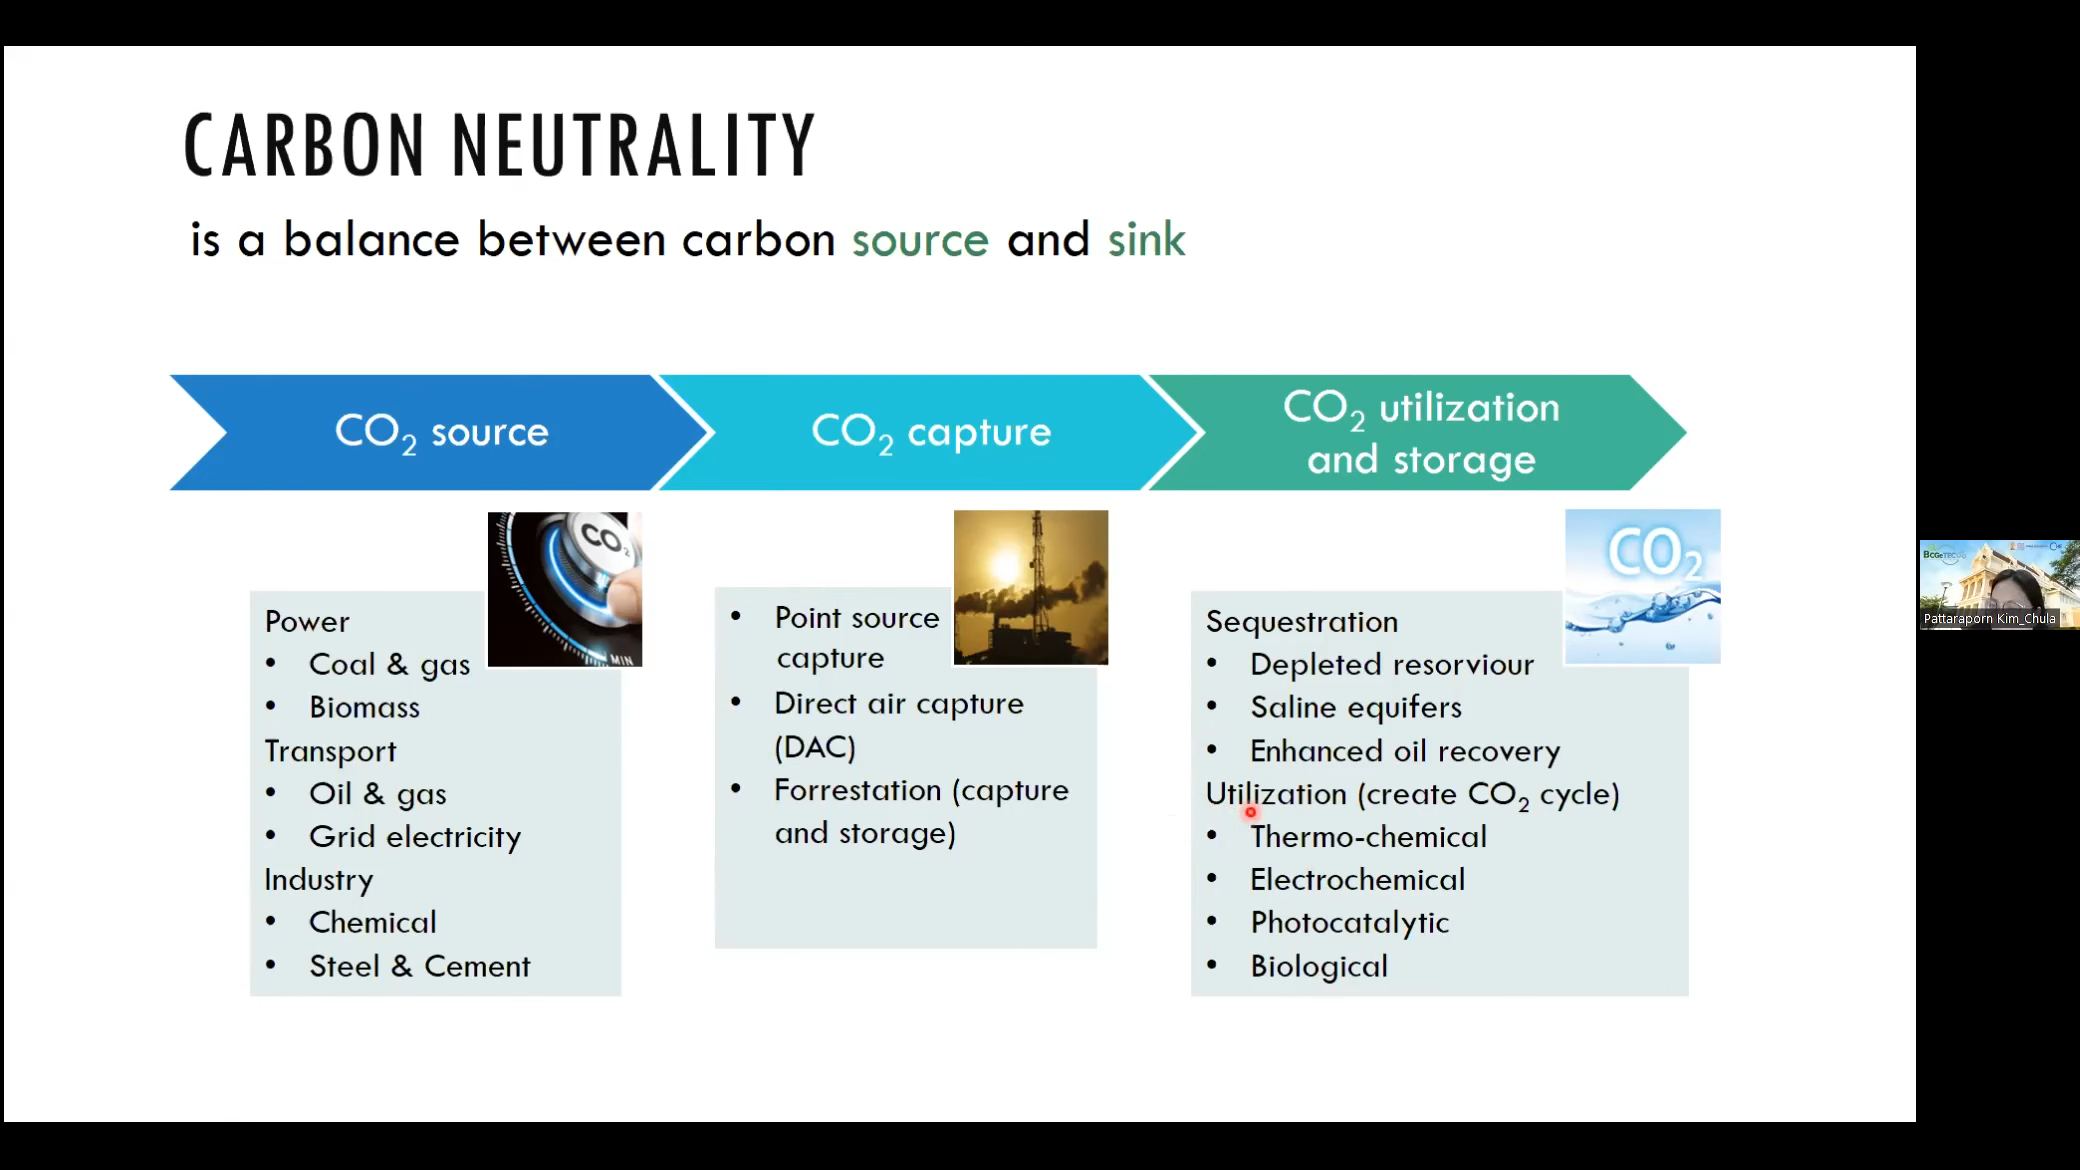 CARBON NEUTRALITY
is a balance between carbon source and sink
CO2 source
CO2 capture
CO2 utilization
and storage
CO2
MIN
Power
• Coal & gas
• Biomass
Transport
• Oil & gas
• Grid electricity
Industry
• Chemical
• Steel & Cement
• Point source
capture
• Direct air capture
(DAC)
• Forrestation (capture
and storage)
CO2
Sequestration
• Depleted resorviour
• Saline equifers
• Enhanced oil recovery
Utilization (create CO2 cycle)
• Thermo-chemical
• Electrochemical
• Photocatalytic
• Biological
Pattaraporn Kim_Chula